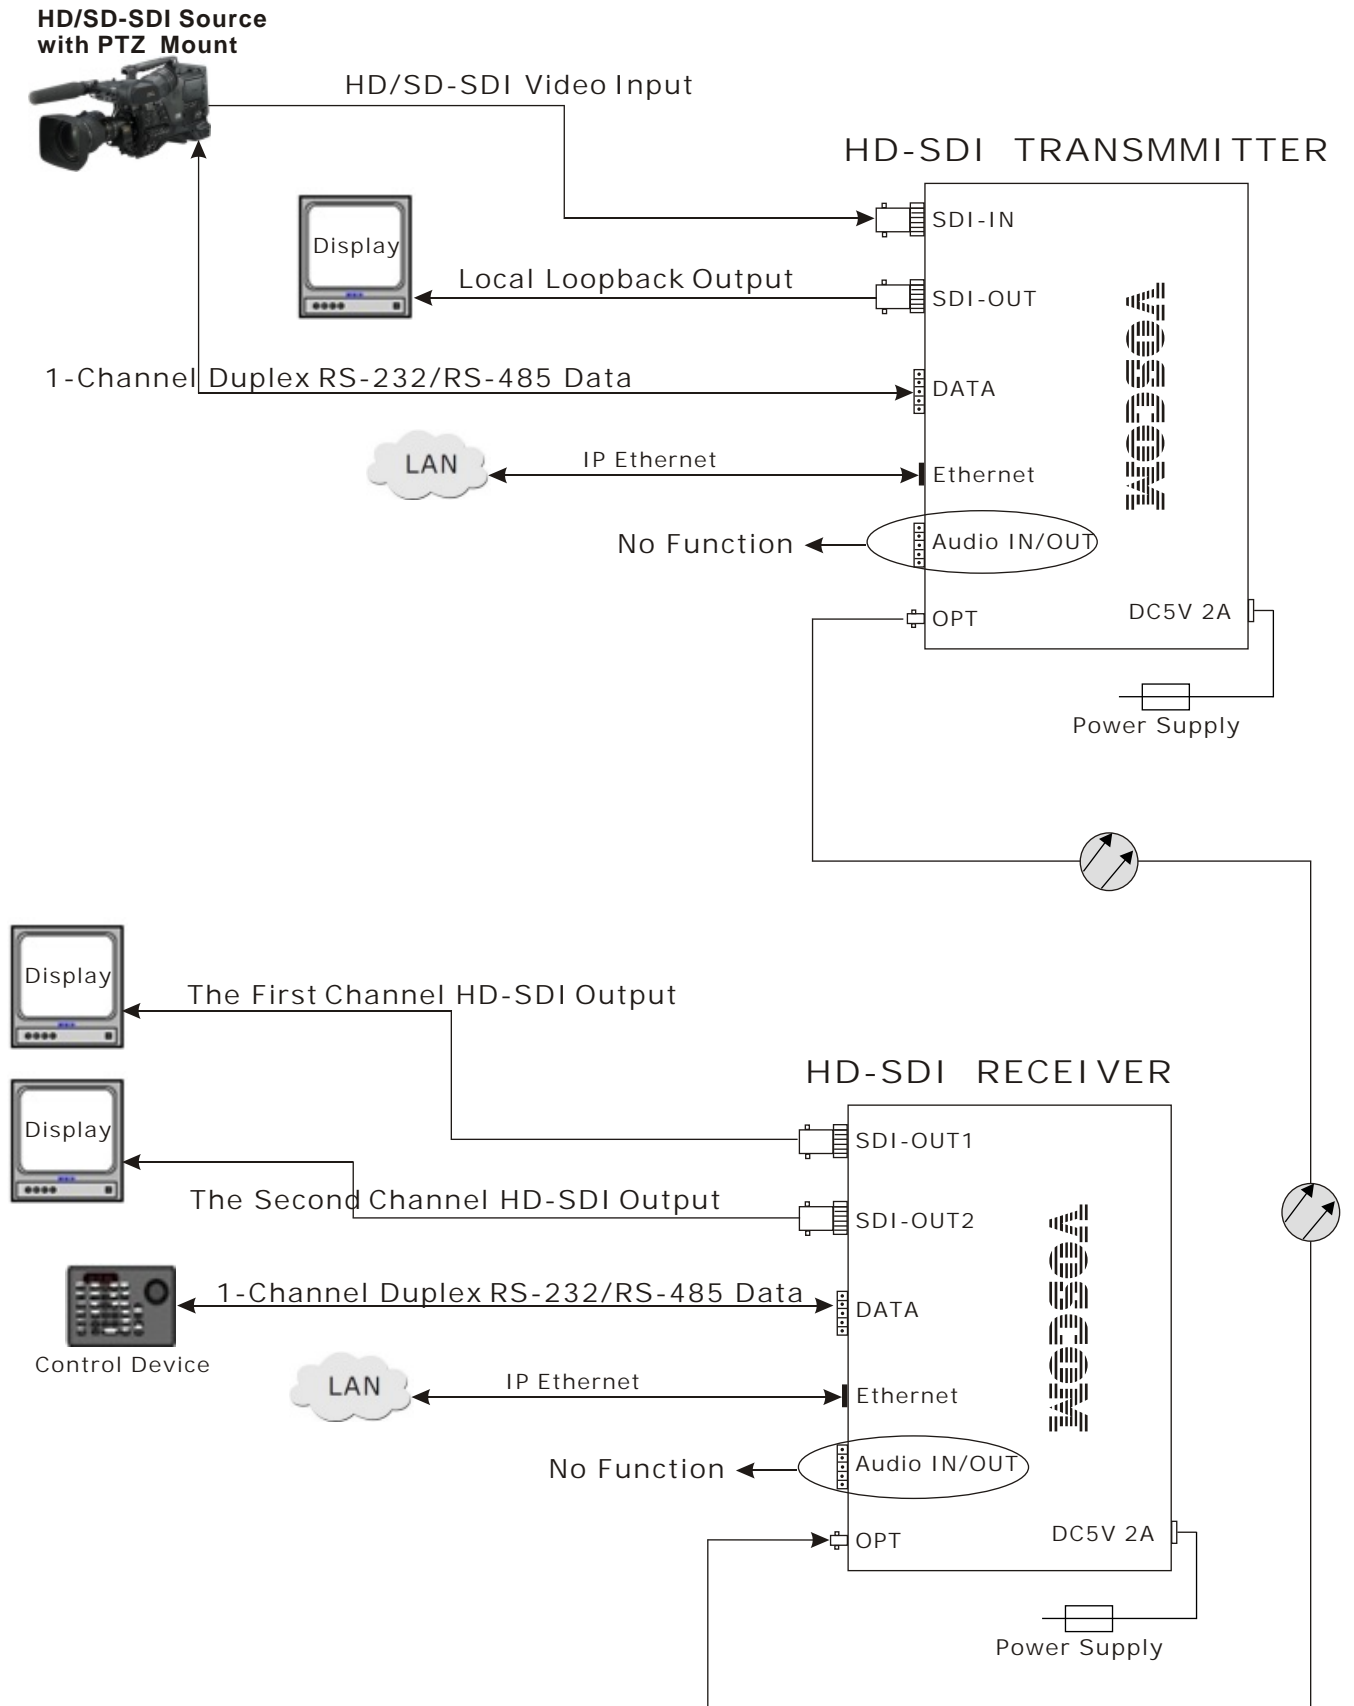 HD/SD-SDI Source
with PTZ Mount
HD/SD-SDI Video Input
HD-SDI TRANSMMITTER
SDI-IN
Display
Local Loopback Output
SDI-OUT
VOSCOM
1-Channel Duplex RS-232/RS-485 Data
DATA
LAN
IP Ethernet
Ethernet
No Function
Audio IN/OUT
OPT
DC5V 2A
Power Supply
Display
The First Channel HD-SDI Output
HD-SDI RECEIVER
Display
SDI-OUT1
The Second Channel HD-SDI Output
SDI-OUT2
VOSCOM
1-Channel Duplex RS-232/RS-485 Data
DATA
Control Device
LAN
IP Ethernet
Ethernet
No Function
Audio IN/OUT
OPT
DC5V 2A
Power Supply